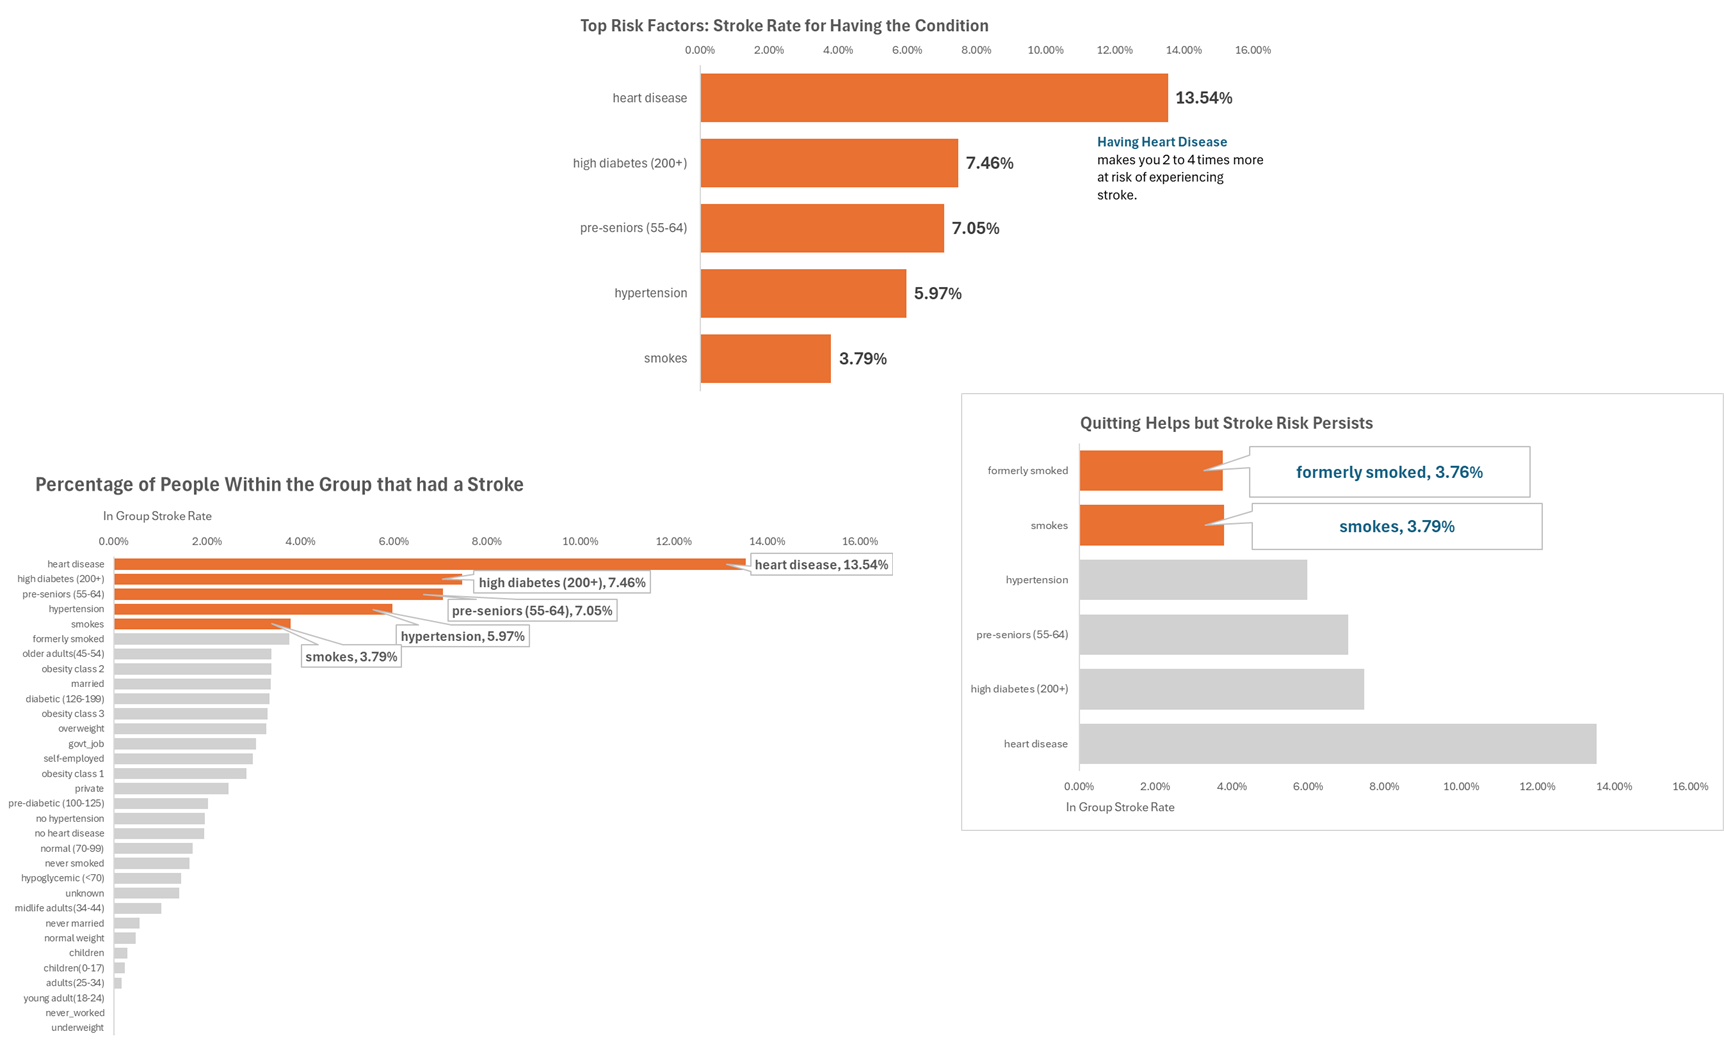 Top Risk Factors: Stroke Rate for Having the Condition
0.00% 2.00% 4.00% 6.00% 8.00% 10.00% 12.00% 14.00% 16.00%
heart disease 13.54%
high diabetes (200+) 7.46%
pre-seniors (55-64) 7.05%
hypertension 5.97%
smokes 3.79%
Having Heart Disease
makes you 2 to 4 times more
at risk of experiencing
stroke.
Percentage of People Within the Group that had a Stroke
In Group Stroke Rate
0.00% 2.00% 4.00% 6.00% 8.00% 10.00% 12.00% 14.00% 16.00%
heart disease
high diabetes (200+)
pre-seniors (55-64)
hypertension
smokes
formerly smoked
older adults(45-54)
obesity class 2
married
diabetic (126-199)
obesity class 3
overweight
govt_job
self-employed
obesity class 1
private
pre-diabetic (100-125)
no hypertension
no heart disease
normal (70-99)
never smoked
hypoglycemic (<70)
unknown
midlife adults(34-44)
never married
normal weight
children
children(0-17)
adults(25-34)
young adult(18-24)
never_worked
underweight
heart disease, 13.54%
high diabetes (200+), 7.46%
pre-seniors (55-64), 7.05%
hypertension, 5.97%
smokes, 3.79%
Quitting Helps but Stroke Risk Persists
formerly smoked
smokes
hypertension
pre-seniors (55-64)
high diabetes (200+)
heart disease
formerly smoked, 3.76%
smokes, 3.79%
0.00% 2.00% 4.00% 6.00% 8.00% 10.00% 12.00% 14.00% 16.00%
In Group Stroke Rate